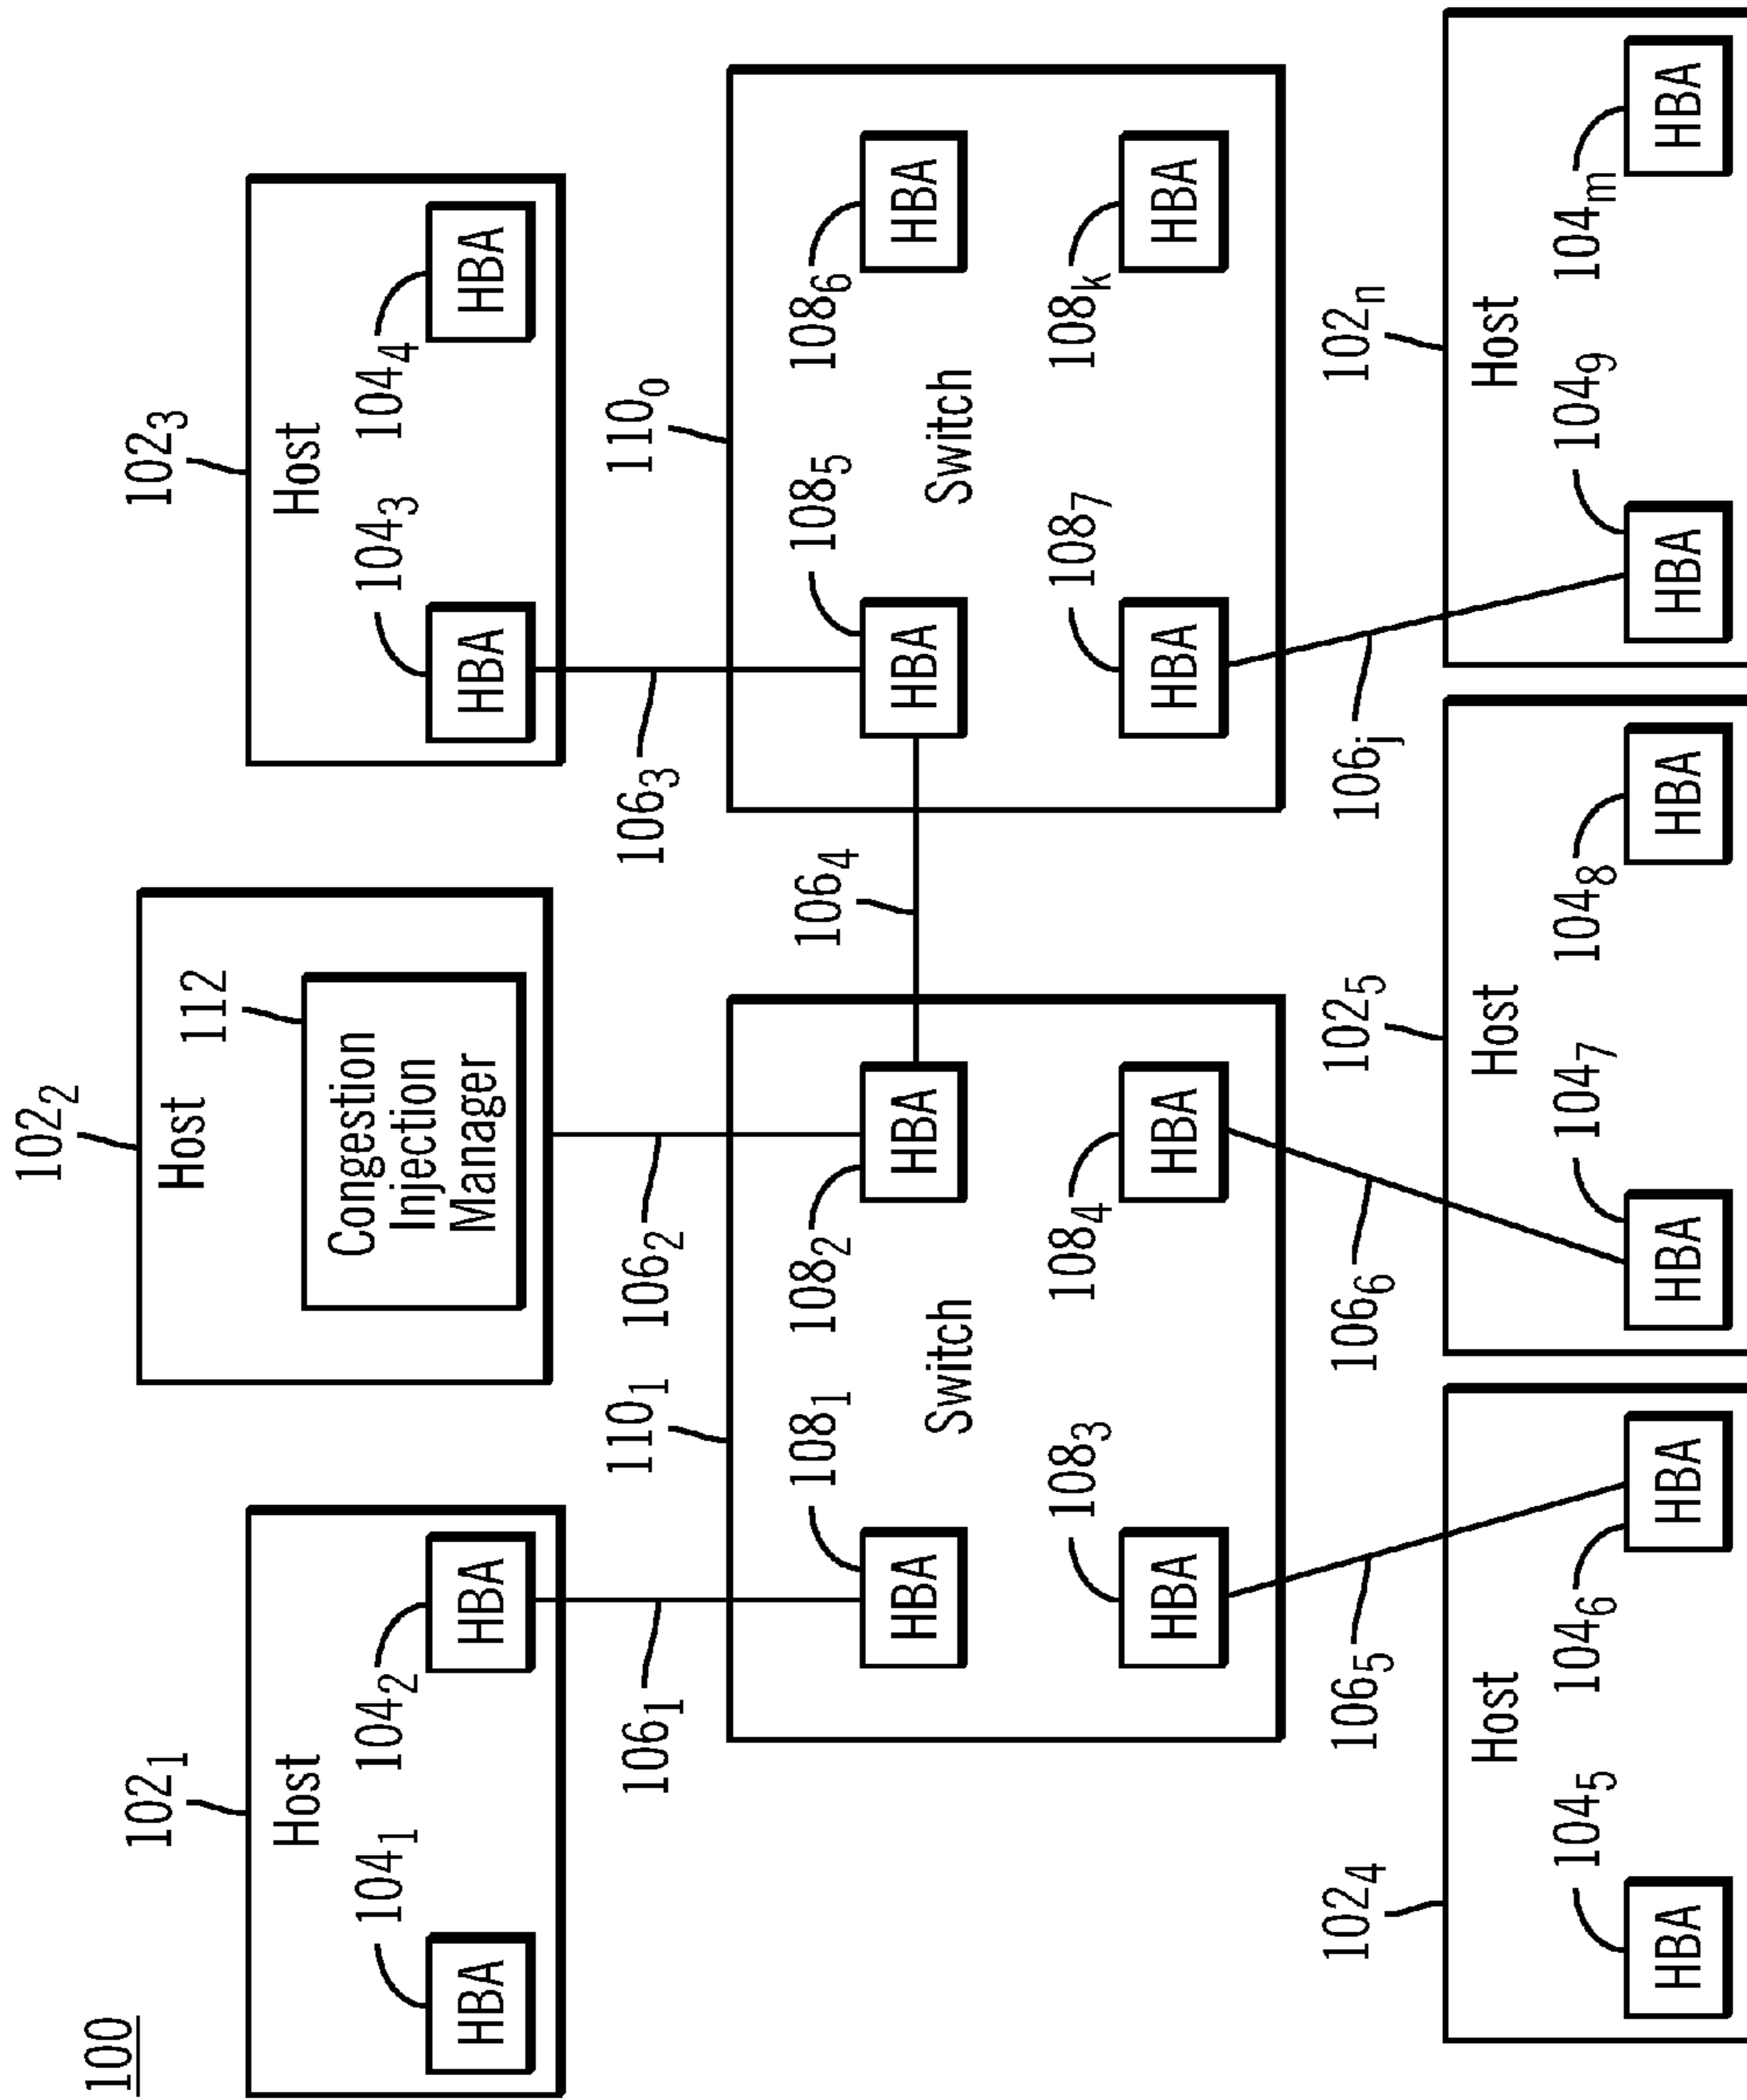 100
102₁
Host
104₁
104₂
HBA
HBA
102₂
Host
112
Congestion
Injection
Manager
102₃
Host
104₃
104₄
HBA
HBA
106₁
106₂
106₃
110₁
108₁
108₂
HBA
HBA
Switch
108₃
108₄
HBA
HBA
106₄
110ₒ
108₅
108₆
HBA
HBA
Switch
108₇
108ₖ
HBA
HBA
106₅
106₆
106ⱼ
102₄
Host
104₅
104₆
HBA
HBA
102₅
Host
104₇
104₈
HBA
HBA
102ₙ
Host
104₉
104ₘ
HBA
HBA